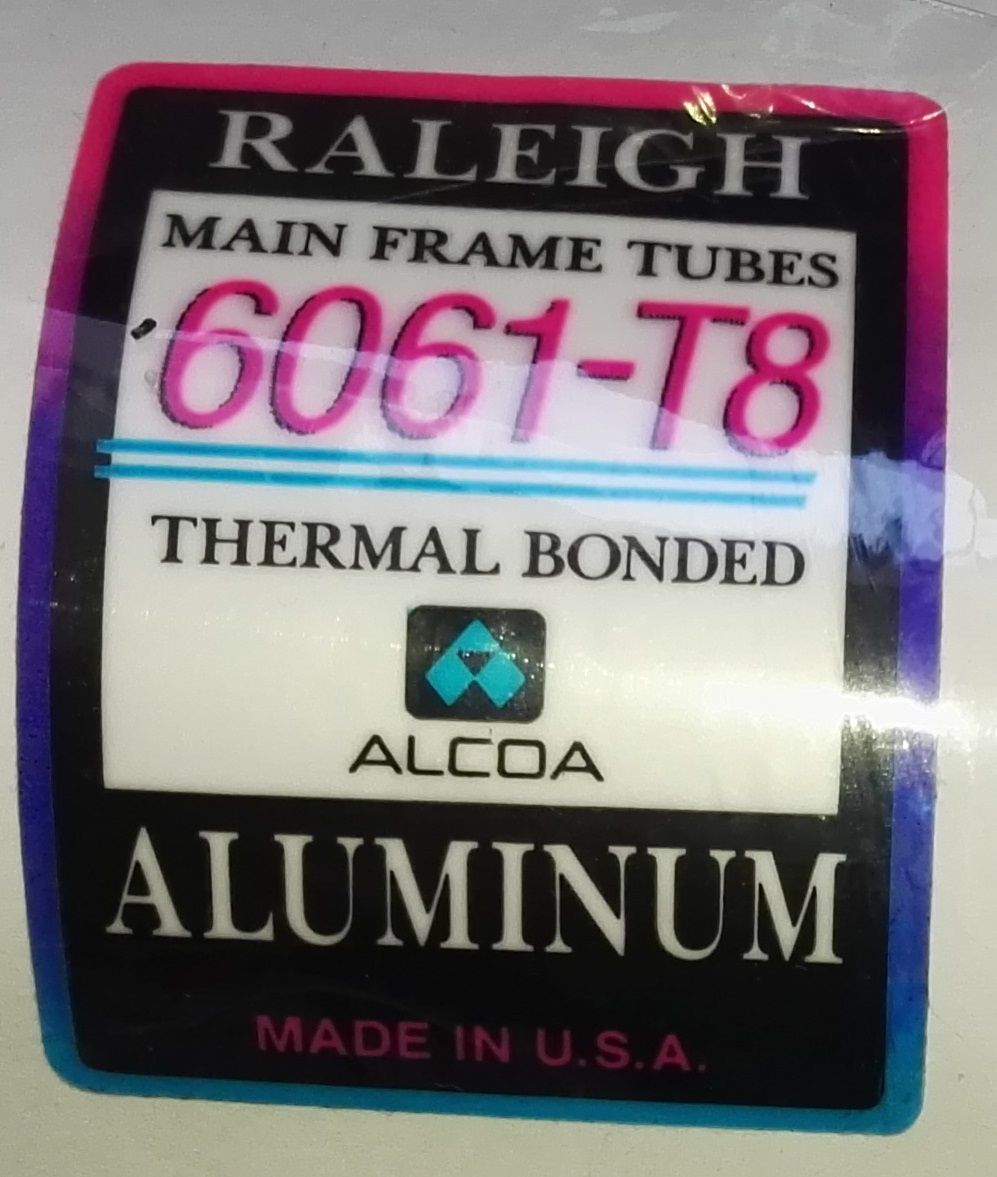 RALEIGH
MAIN FRAME TUBES
6061-T8
THERMAL BONDED
ALCOA
ALUMINUM
MADE IN U.S.A.